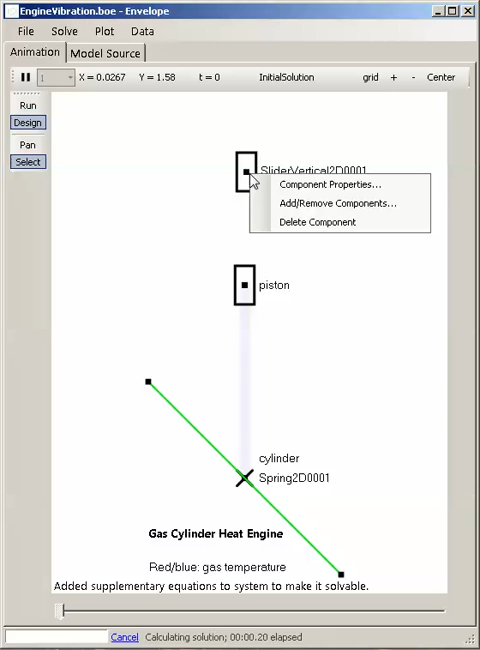 EngineVibration.boe - Envelope
File Solve Plot Data
Animation Model Source
1 X = 0.0267 Y = 1.58 t = 0 InitialSolution grid + - Center
Run
Design
Pan
Select
SliderVertical2D0001
Component Properties...
Add/Remove Components...
Delete Component
piston
cylinder
Spring2D0001
Gas Cylinder Heat Engine
Red/blue: gas temperature
Added supplementary equations to system to make it solvable.
Cancel Calculating solution; 00:00.20 elapsed